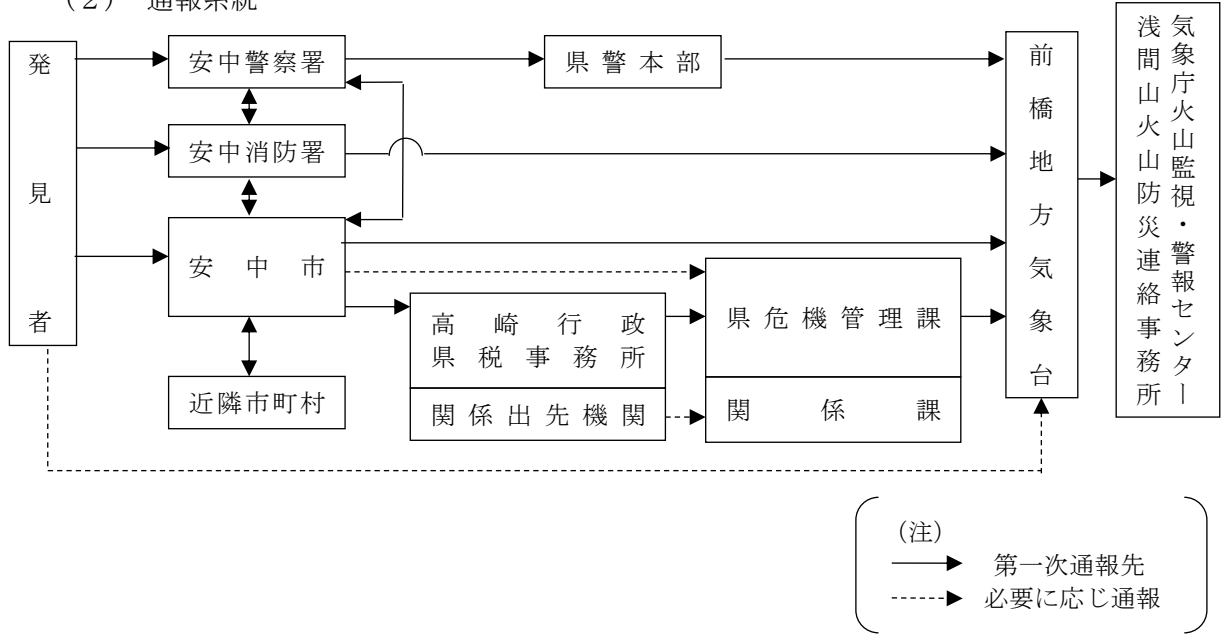 (2) 通報系統
発見者
安中警察署
県警本部
安中消防署
安中市
近隣市町村
高崎行政
県税事務所
関係出先機関
県危機管理課
関係課
前橋地方気象台
気象庁火山監視・警報センター
浅間山火山防災連絡事務所
(注)
第一次通報先
必要に応じ通報